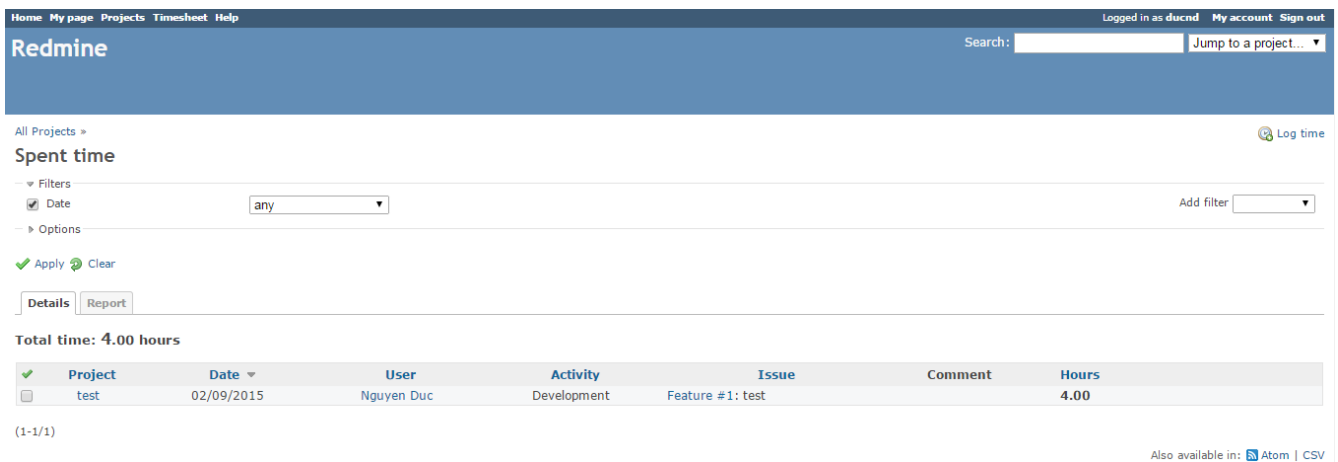 Home My page Projects Timesheet Help Logged in as ducnd My account Sign out
Redmine Search: Jump to a project...
All Projects » Log time
Spent time
Filters
Date any Add filter
Options
Apply Clear
Details Report
Total time: 4.00 hours
Project Date User Activity Issue Comment Hours
test 02/09/2015 Nguyen Duc Development Feature #1: test 4.00
(1-1/1)
Also available in: Atom | CSV